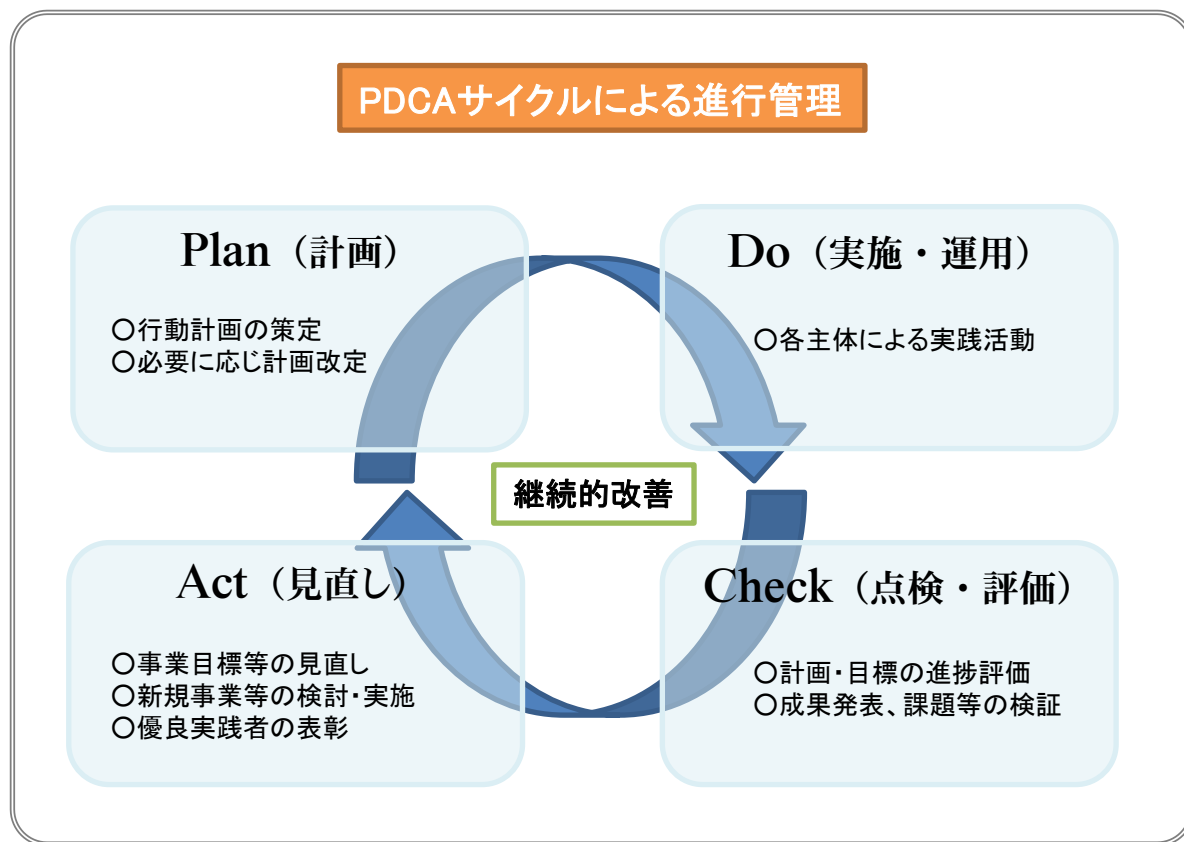 PDCAサイクルによる進行管理
Plan（計画）
○行動計画の策定
○必要に応じ計画改定
Do（実施・運用）
○各主体による実践活動
継続的改善
Act（見直し）
○事業目標等の見直し
○新規事業等の検討・実施
○優良実践者の表彰
Check（点検・評価）
○計画・目標の進捗評価
○成果発表、課題等の検証